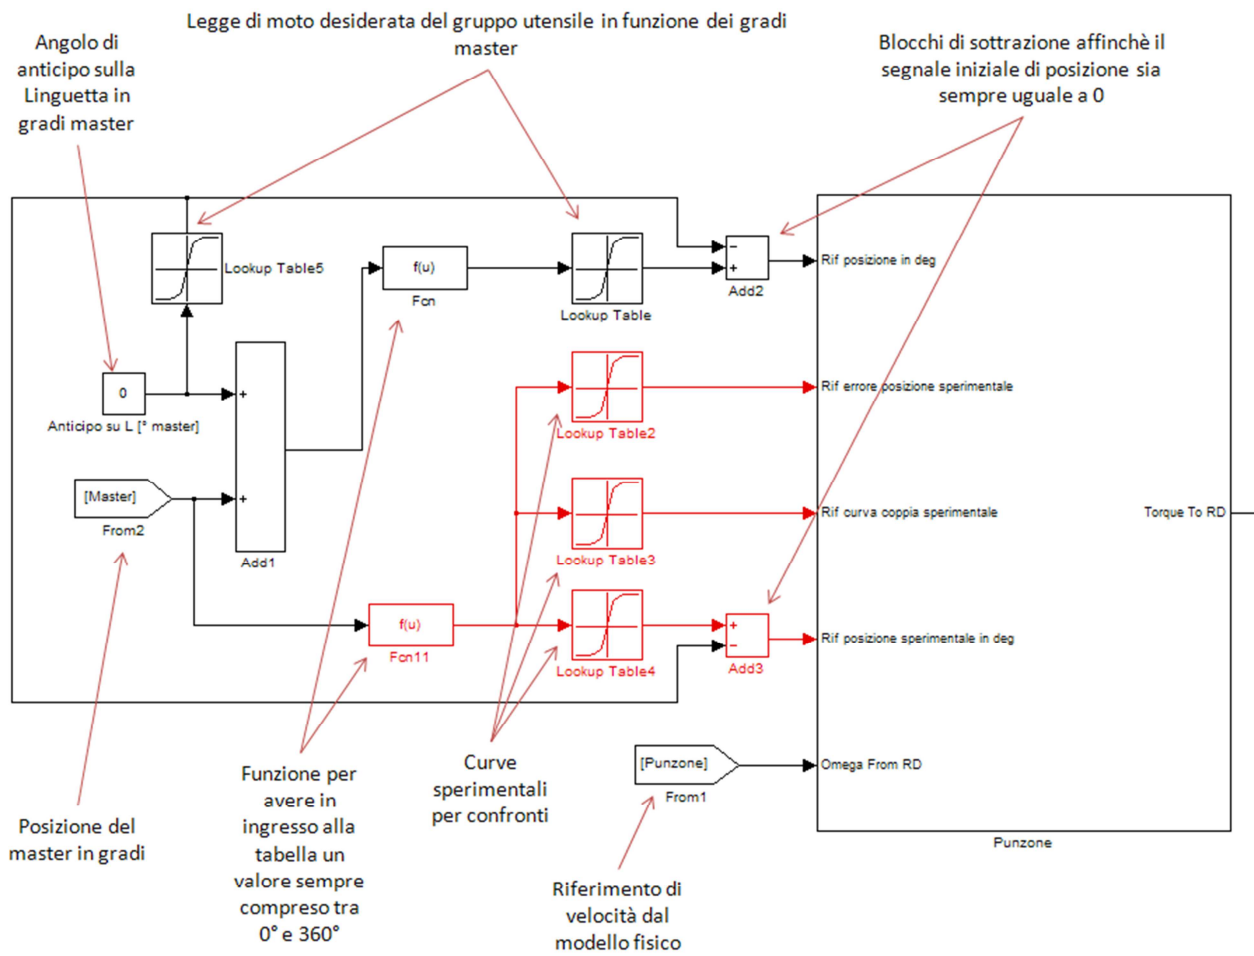 Legge di moto desiderata del gruppo utensile in funzione dei gradi
master
Angolo di
anticipo sulla
Linguetta in
gradi master
Blocchi di sottrazione affinchè il
segnale iniziale di posizione sia
sempre uguale a 0
Lookup Table5
f(u)
Fcn
Lookup Table
−
+
Add2
Rif posizione in deg
0
Anticipo su L [° master]
+
+
Add1
[Master]
From2
Lookup Table2
Rif errore posizione sperimentale
Lookup Table3
Rif curva coppia sperimentale
Torque To RD
f(u)
Fcn11
Lookup Table4
+
−
Add3
Rif posizione sperimentale in deg
[Punzone]
From1
Omega From RD
Punzone
Posizione del
master in gradi
Funzione per
avere in
ingresso alla
tabella un
valore sempre
compreso tra
0° e 360°
Curve
sperimentali
per confronti
Riferimento di
velocità dal
modello fisico